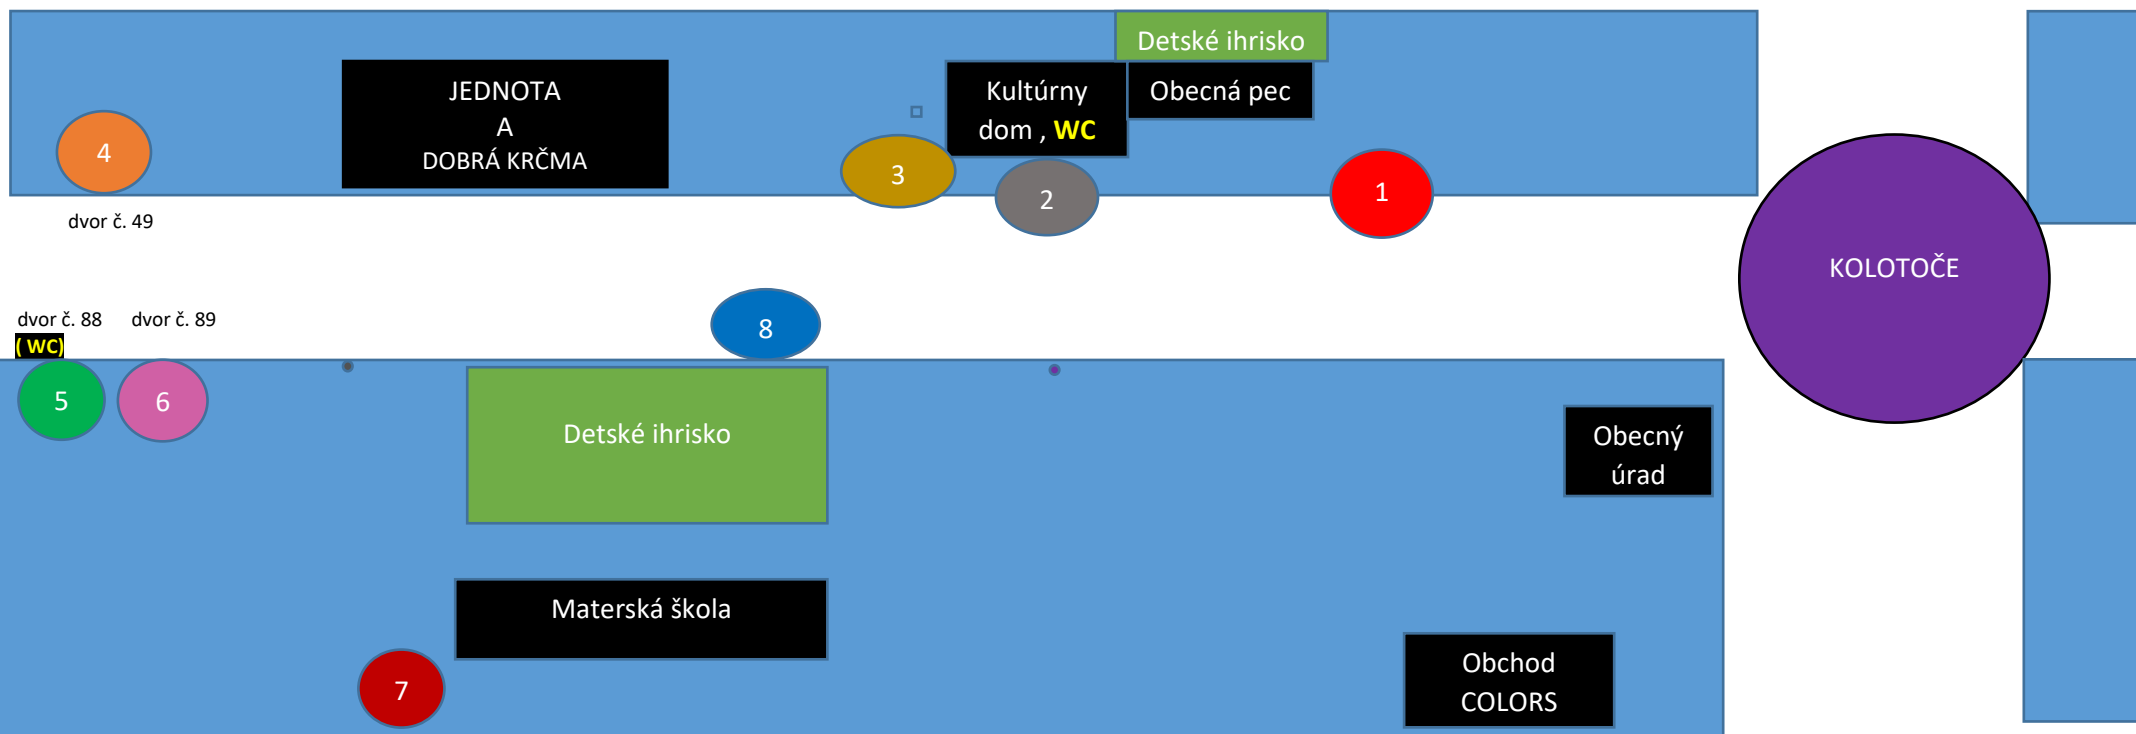 Detské ihrisko
JEDNOTA
A
DOBRÁ KRČMA
Kultúrny
dom , WC
Obecná pec
4
3
2
1
dvor č. 49
KOLOTOČE
dvor č. 88
dvor č. 89
( WC)
8
5
6
Detské ihrisko
Obecný
úrad
Materská škola
7
Obchod
COLORS